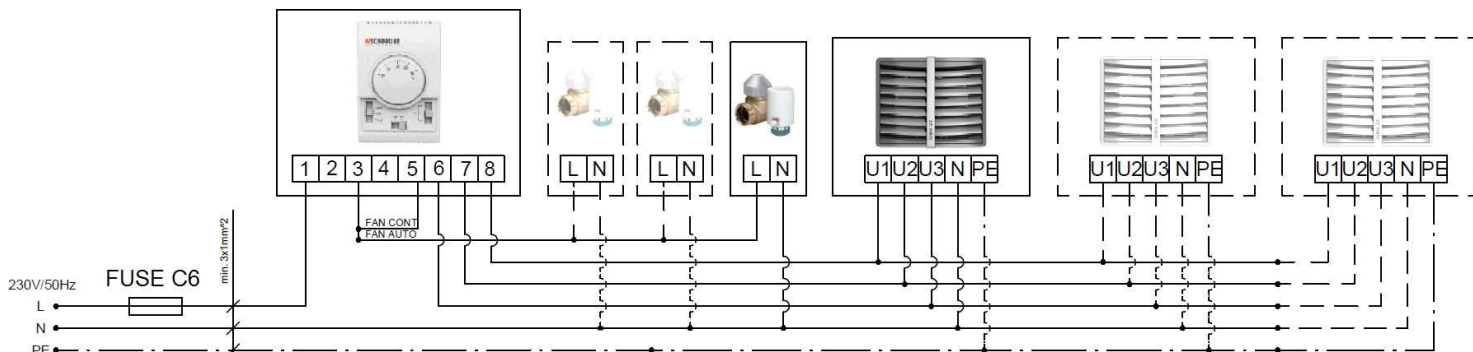 SONNIGER
1 2 3 4 5 6 7 8
L N
L N
L N
U1 U2 U3 N PE
U1 U2 U3 N PE
U1 U2 U3 N PE
FAN CONT
FAN AUTO
min. 3x1mm^2
230V/50Hz
FUSE C6
L
N
PE